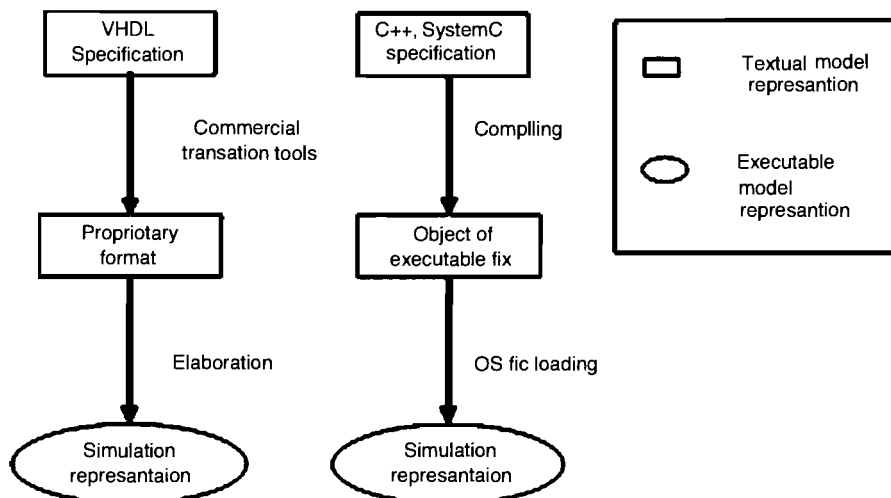 VHDL
Specification
Commercial
transation tools
Propriotary
format
Elaboration
Simulation
represantaion
C++, SystemC
specification
Complling
Object of
executable fix
OS fic loading
Simulation
represantaion
Textual model
represantion
Executable
model
represantion